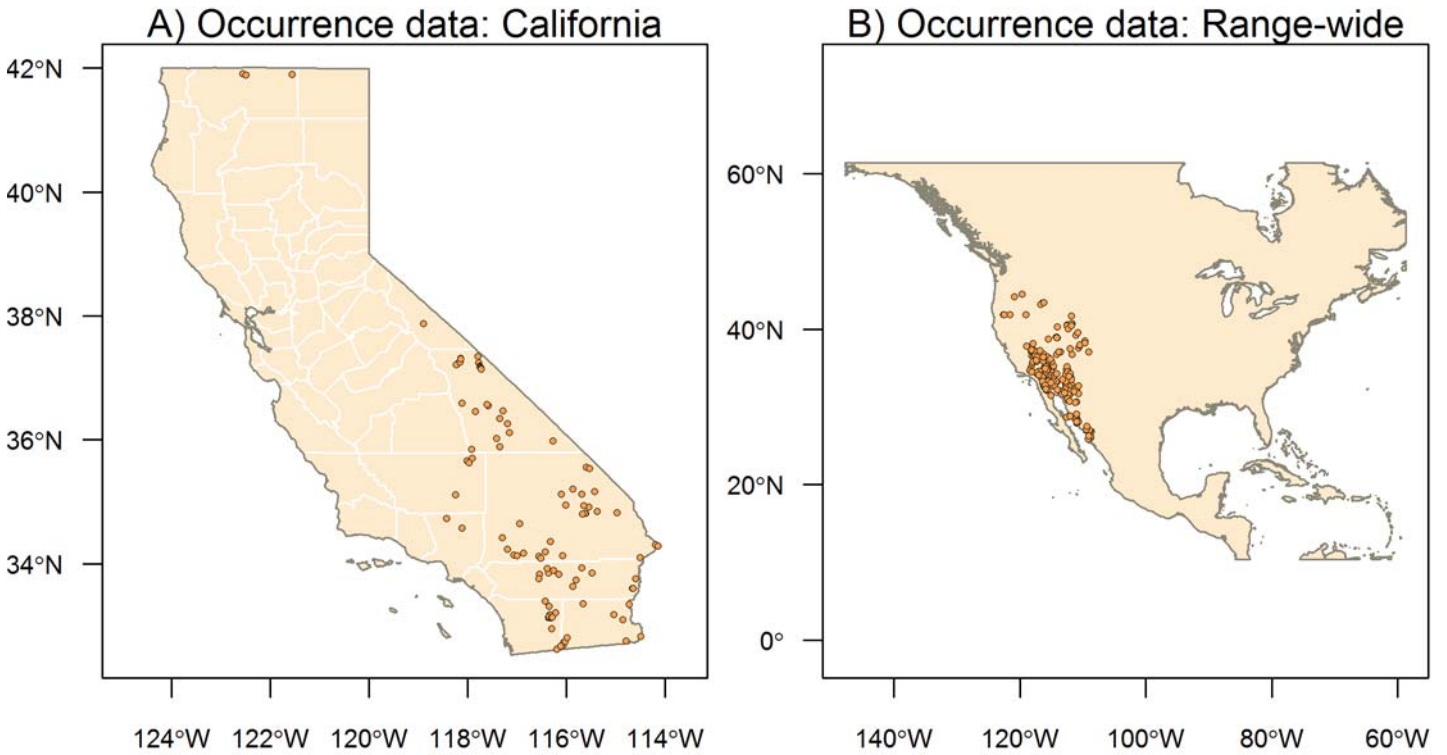 A) Occurrence data: California
42°N
40°N
38°N
36°N
34°N
124°W 122°W 120°W 118°W 116°W 114°W
B) Occurrence data: Range-wide
60°N
40°N
20°N
0°
140°W 120°W 100°W 80°W 60°W